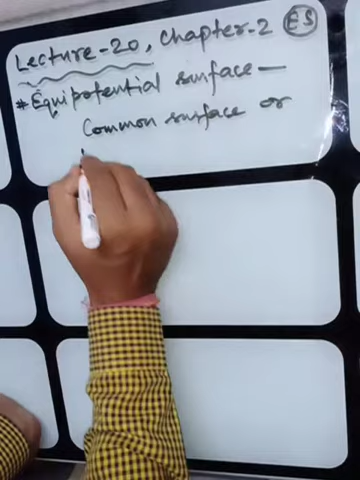 Lecture-20, Chapter-2 ES
* Equipotential surface —
Common surface or